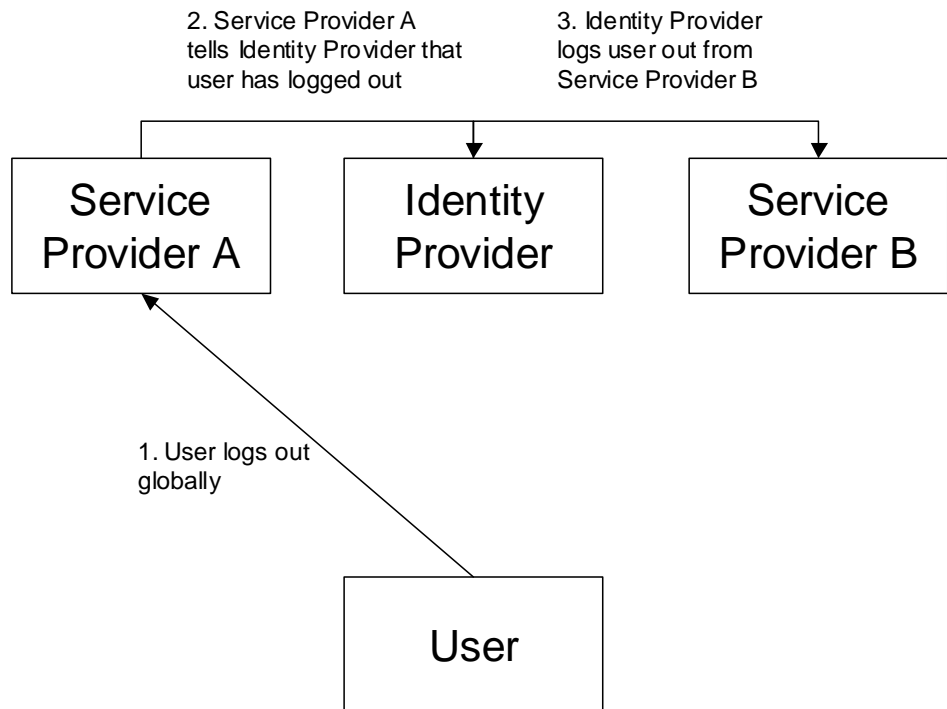 2. Service Provider A
tells Identity Provider that
user has logged out
3. Identity Provider
logs user out from
Service Provider B
Service
Provider A
Identity
Provider
Service
Provider B
1. User logs out
globally
User